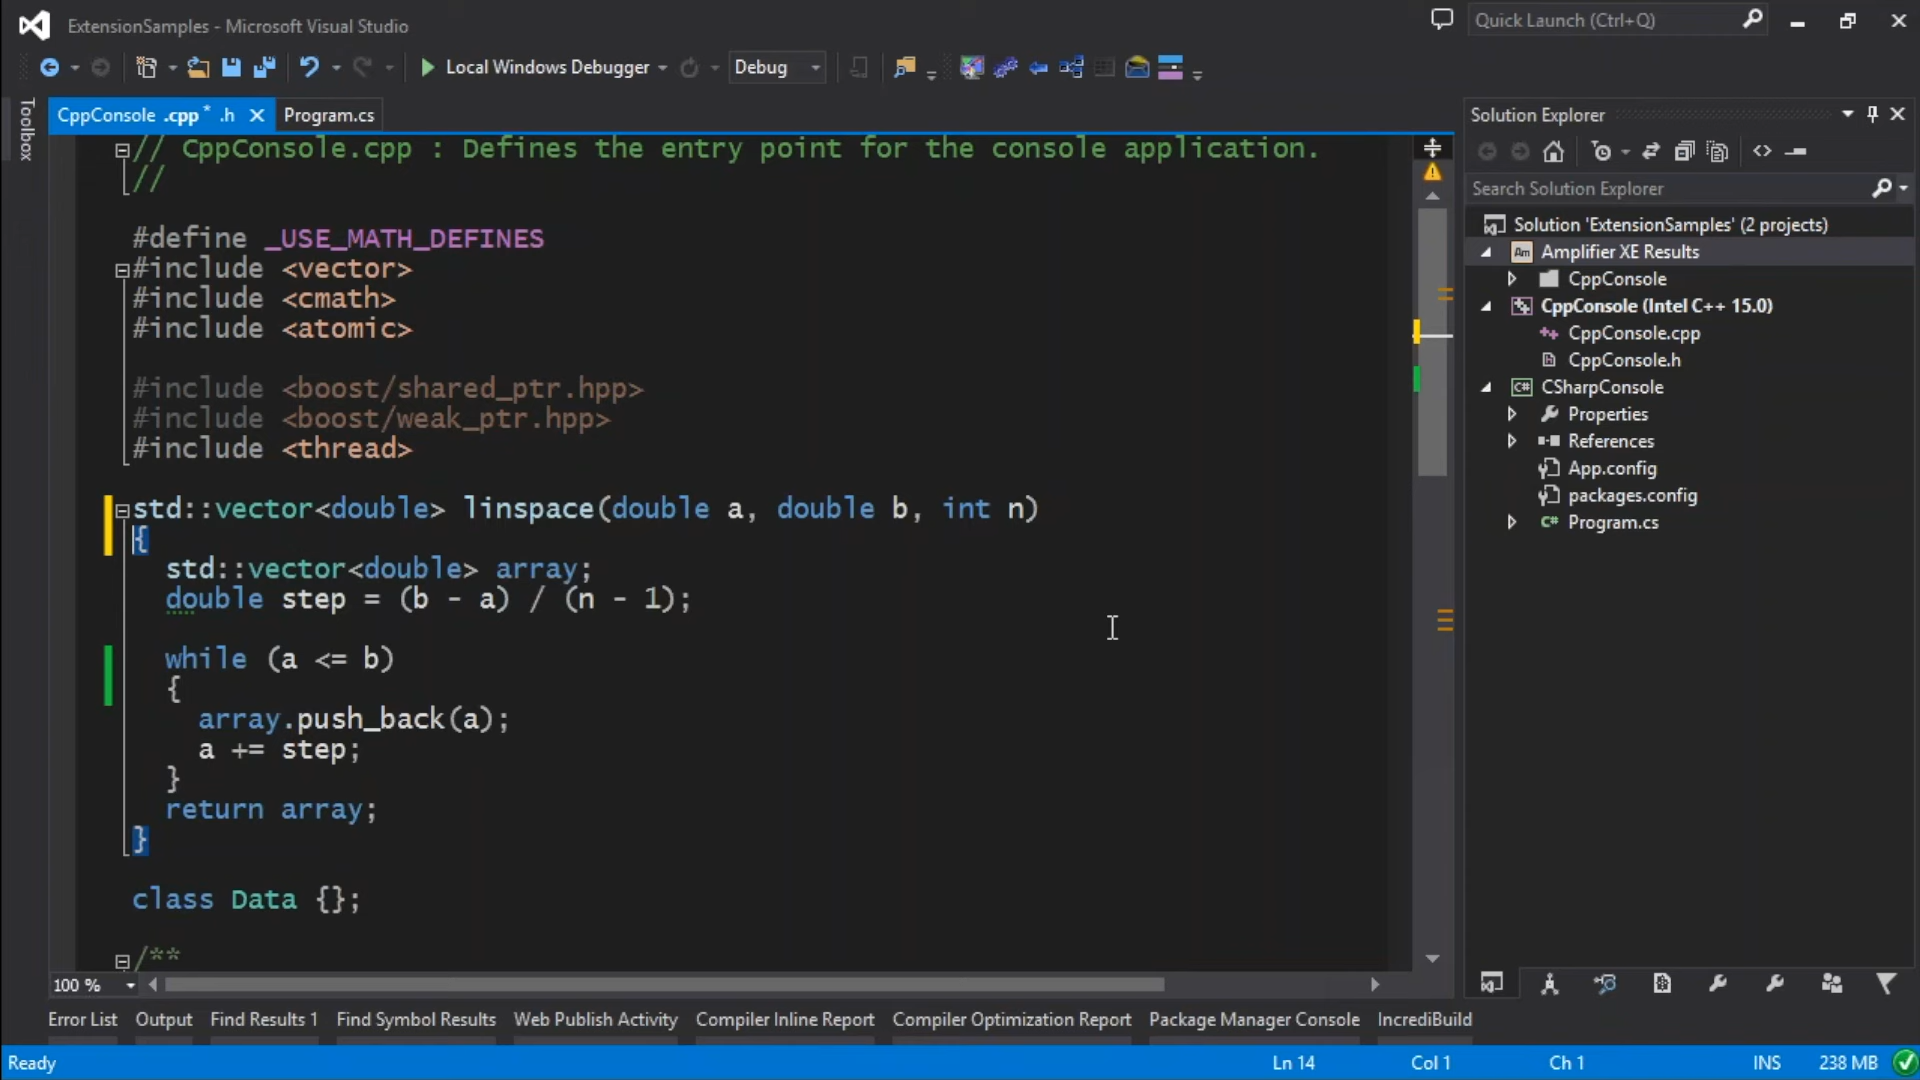 ExtensionSamples - Microsoft Visual Studio
Quick Launch (Ctrl+Q)
Local Windows Debugger
Debug
Toolbox
CppConsole .cpp * .h
Program.cs
// CppConsole.cpp : Defines the entry point for the console application.
//
#define _USE_MATH_DEFINES
#include <vector>
#include <cmath>
#include <atomic>
#include <boost/shared_ptr.hpp>
#include <boost/weak_ptr.hpp>
#include <thread>
std::vector<double> linspace(double a, double b, int n)
{
std::vector<double> array;
double step = (b - a) / (n - 1);
while (a <= b)
{
array.push_back(a);
a += step;
}
return array;
}
class Data {};
/**
100 %
Solution Explorer
Search Solution Explorer
Solution 'ExtensionSamples' (2 projects)
Am Amplifier XE Results
CppConsole
CppConsole (Intel C++ 15.0)
CppConsole.cpp
CppConsole.h
C# CSharpConsole
Properties
References
App.config
packages.config
C# Program.cs
Error List Output Find Results 1 Find Symbol Results Web Publish Activity Compiler Inline Report Compiler Optimization Report Package Manager Console IncrediBuild
Ready Ln 14 Col 1 Ch 1 INS 238 MB